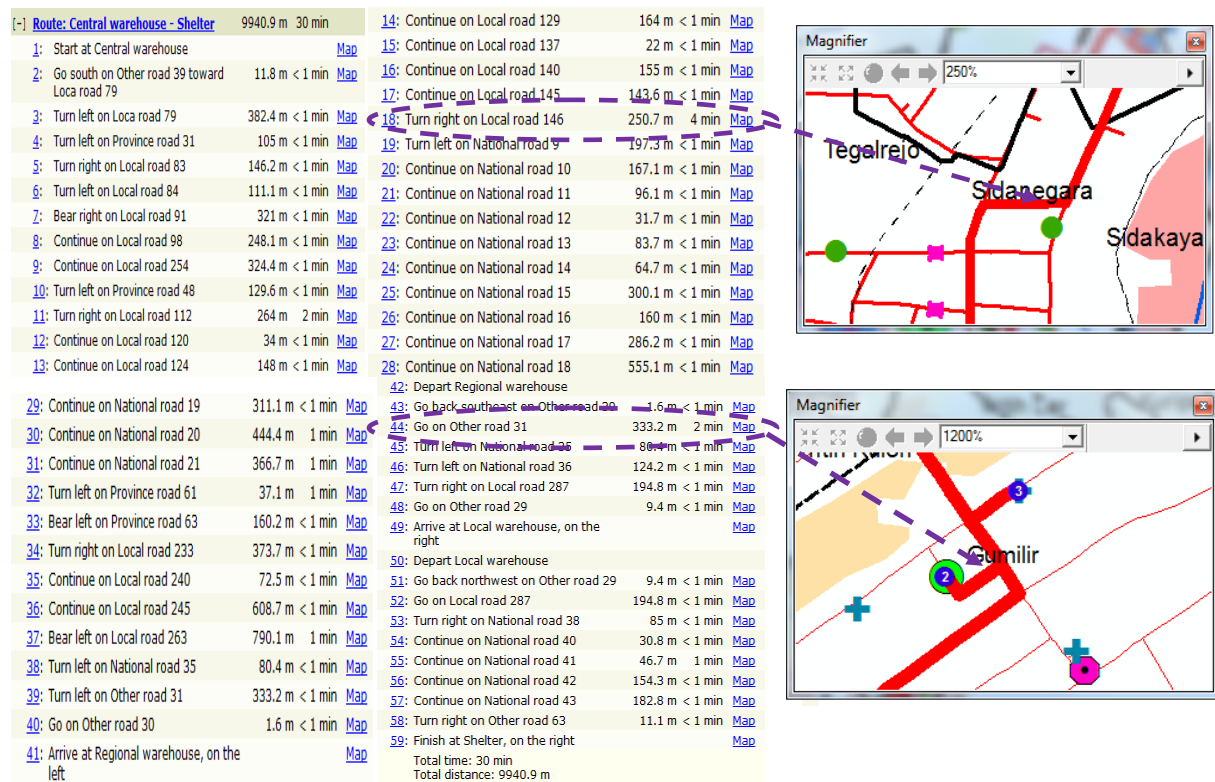 [-] Route: Central warehouse - Shelter 9940.9 m 30 min
1: Start at Central warehouse Map
2: Go south on Other road 39 toward 11.8 m < 1 min Map
Loca road 79
3: Turn left on Loca road 79 382.4 m < 1 min Map
4: Turn left on Province road 31 105 m < 1 min Map
5: Turn right on Local road 83 146.2 m < 1 min Map
6: Turn left on Local road 84 111.1 m < 1 min Map
7: Bear right on Local road 91 321 m < 1 min Map
8: Continue on Local road 98 248.1 m < 1 min Map
9: Continue on Local road 254 324.4 m < 1 min Map
10: Turn left on Province road 48 129.6 m < 1 min Map
11: Turn right on Local road 112 264 m 2 min Map
12: Continue on Local road 120 34 m < 1 min Map
13: Continue on Local road 124 148 m < 1 min Map
14: Continue on Local road 129 164 m < 1 min Map
15: Continue on Local road 137 22 m < 1 min Map
16: Continue on Local road 140 155 m < 1 min Map
17: Continue on Local road 145 143.6 m < 1 min Map
18: Turn right on Local road 146 250.7 m 4 min Map
19: Turn left on National road 9 197.3 m < 1 min Map
20: Continue on National road 10 167.1 m < 1 min Map
21: Continue on National road 11 96.1 m < 1 min Map
22: Continue on National road 12 31.7 m < 1 min Map
23: Continue on National road 13 83.7 m < 1 min Map
24: Continue on National road 14 64.7 m < 1 min Map
25: Continue on National road 15 300.1 m < 1 min Map
26: Continue on National road 16 160 m < 1 min Map
27: Continue on National road 17 286.2 m < 1 min Map
28: Continue on National road 18 555.1 m < 1 min Map
29: Continue on National road 19 311.1 m < 1 min Map
30: Continue on National road 20 444.4 m 1 min Map
31: Continue on National road 21 366.7 m 1 min Map
32: Turn left on Province road 61 37.1 m 1 min Map
33: Bear left on Province road 63 160.2 m < 1 min Map
34: Turn right on Local road 233 373.7 m < 1 min Map
35: Continue on Local road 240 72.5 m < 1 min Map
36: Continue on Local road 245 608.7 m < 1 min Map
37: Bear left on Local road 263 790.1 m 1 min Map
38: Turn left on National road 35 80.4 m < 1 min Map
39: Turn left on Other road 31 333.2 m < 1 min Map
40: Go on Other road 30 1.6 m < 1 min Map
41: Arrive at Regional warehouse, on the Map
left
42: Depart Regional warehouse
43: Go back southeast on Other road 1.6 m < 1 min Map
44: Go on Other road 31 333.2 m 2 min Map
45: Turn left on National road 35 80.4 m < 1 min Map
46: Turn left on National road 36 124.2 m < 1 min Map
47: Turn right on Local road 287 194.8 m < 1 min Map
48: Go on Other road 29 9.4 m < 1 min Map
49: Arrive at Local warehouse, on the Map
right
50: Depart Local warehouse
51: Go back northwest on Other road 29 9.4 m < 1 min Map
52: Go on Local road 287 194.8 m < 1 min Map
53: Turn right on National road 38 85 m < 1 min Map
54: Continue on National road 40 30.8 m < 1 min Map
55: Continue on National road 41 46.7 m 1 min Map
56: Continue on National road 42 154.3 m < 1 min Map
57: Continue on National road 43 182.8 m < 1 min Map
58: Turn right on Other road 63 11.1 m < 1 min Map
59: Finish at Shelter, on the right Map
Total time: 30 min
Total distance: 9940.9 m
Magnifier
250%
Tegalrejo
Sidanegara
Sidakaya
Magnifier
1200%
3
Gumilir
2